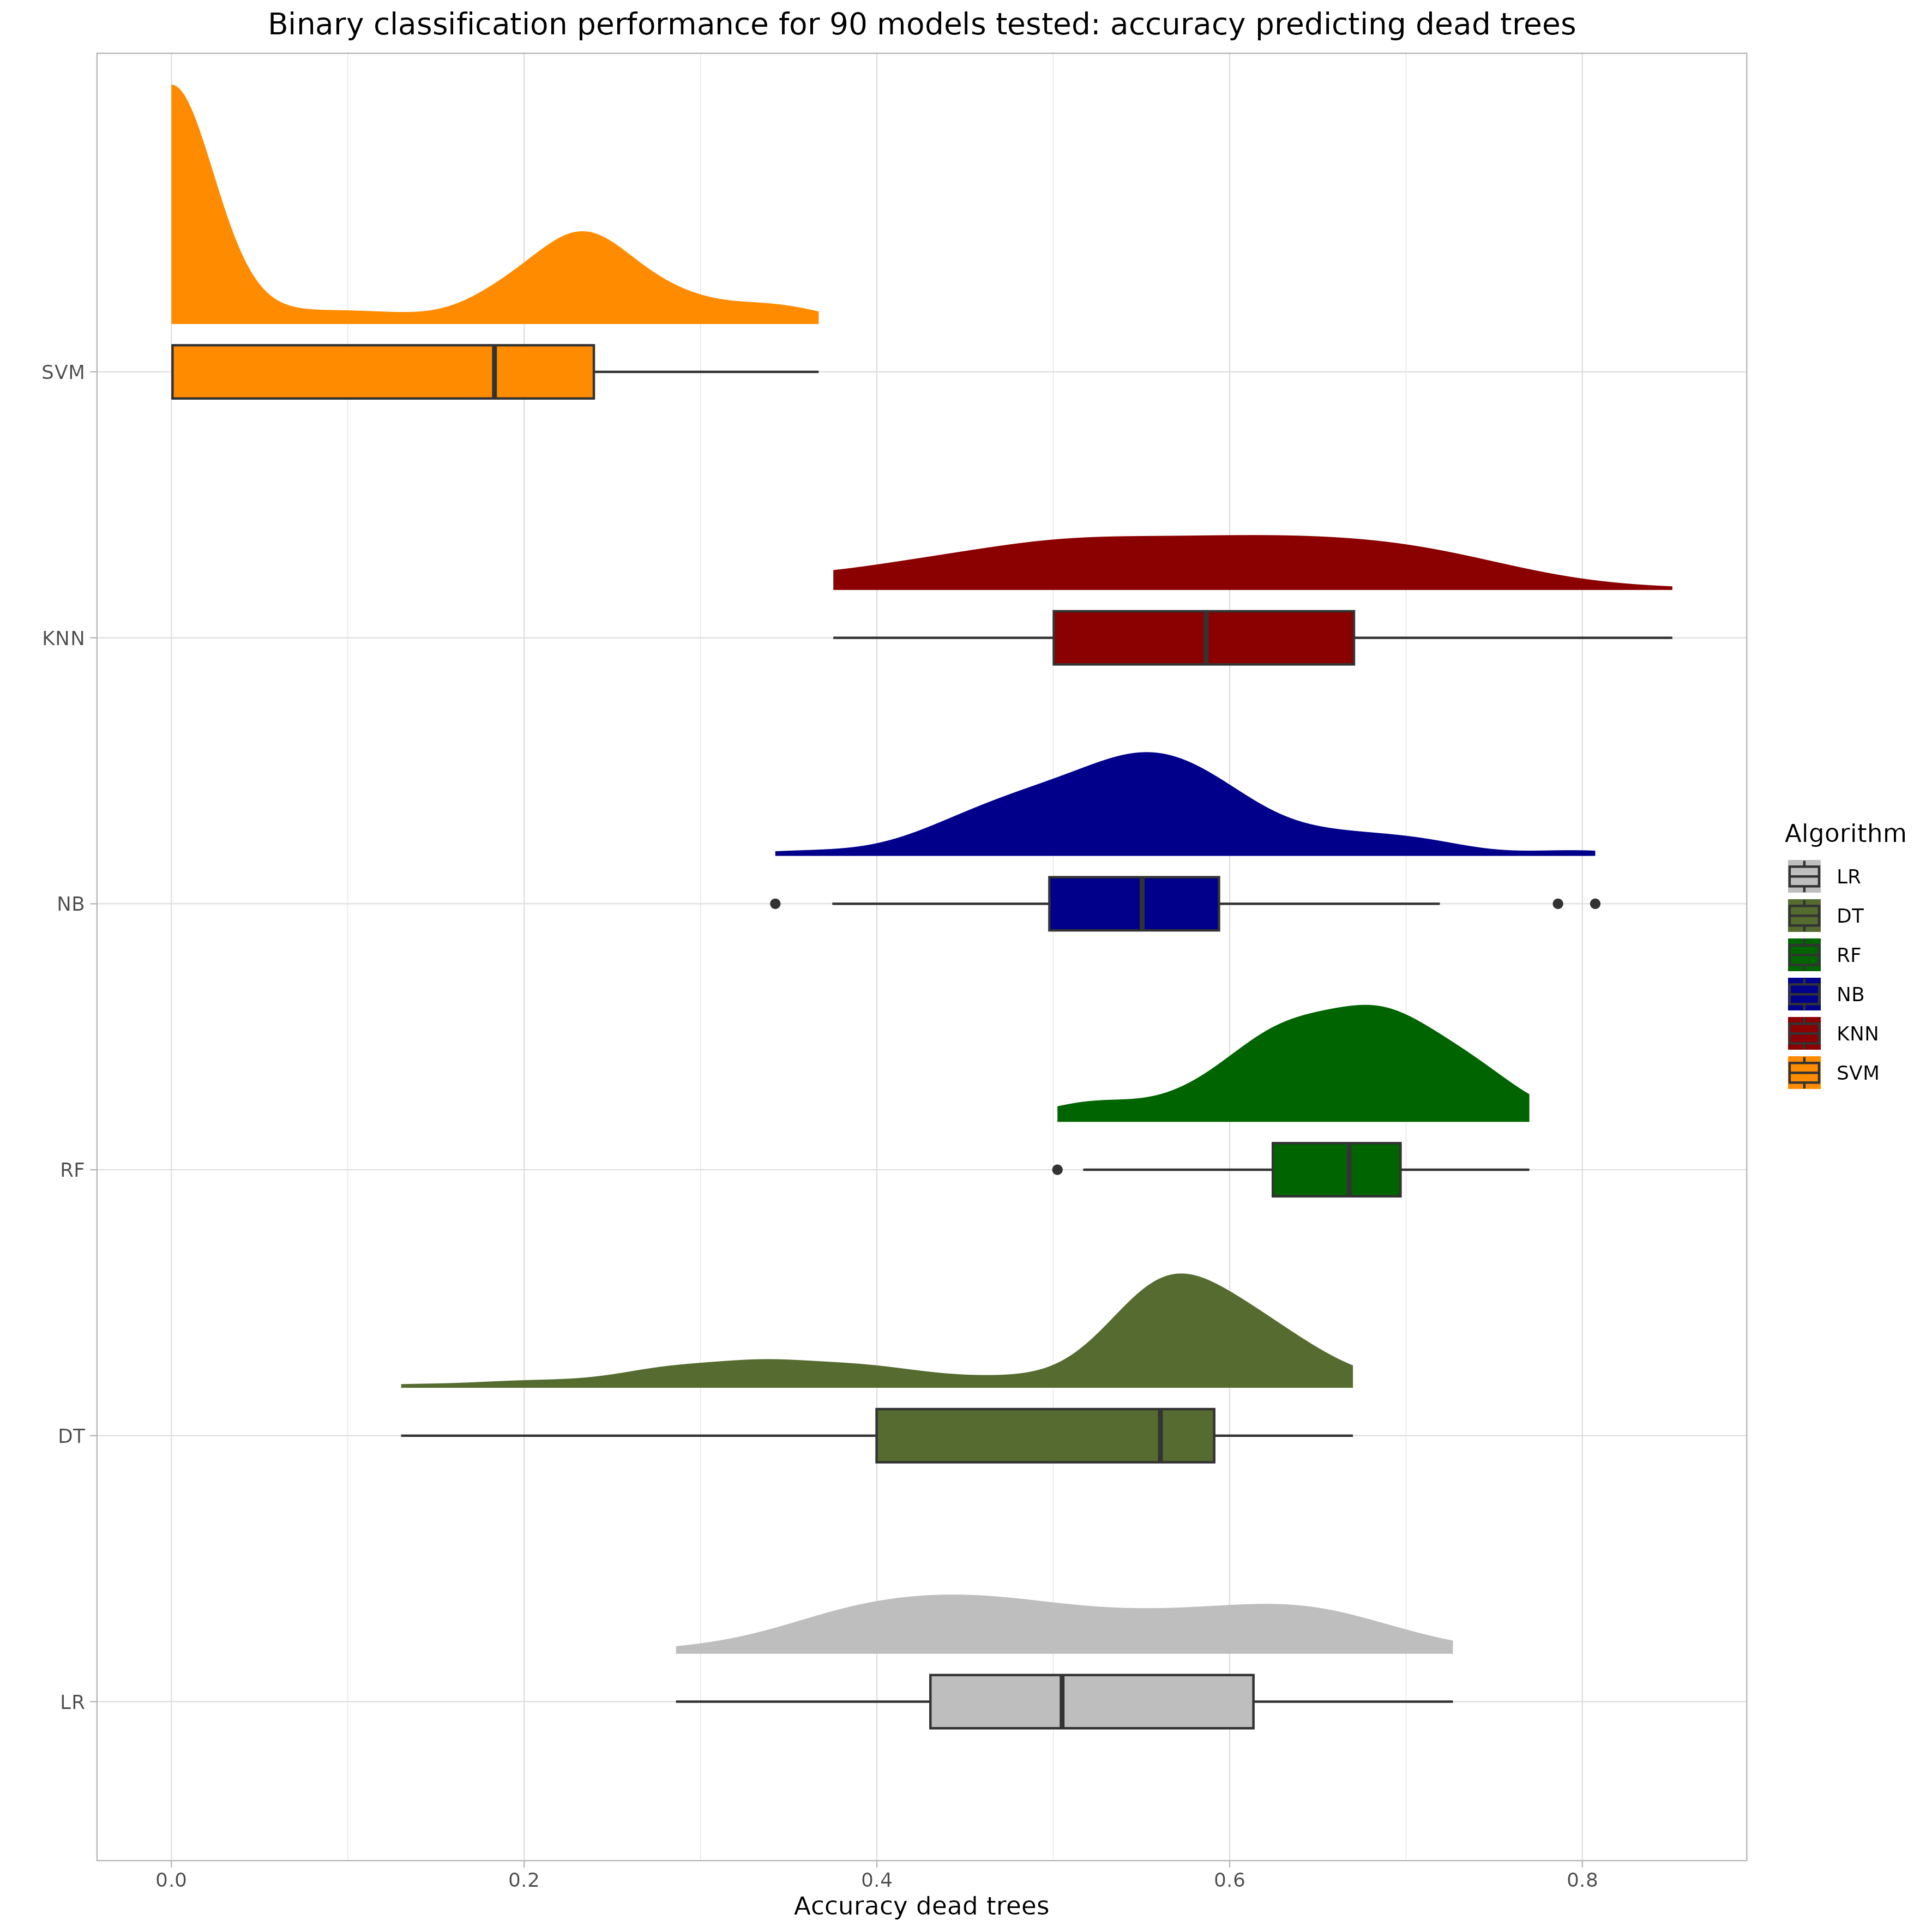 Binary classification performance for 90 models tested: accuracy predicting dead trees
SVM
KNN
NB
RF
DT
LR
0.0 0.2 0.4 0.6 0.8
Accuracy dead trees
Algorithm
LR
DT
RF
NB
KNN
SVM